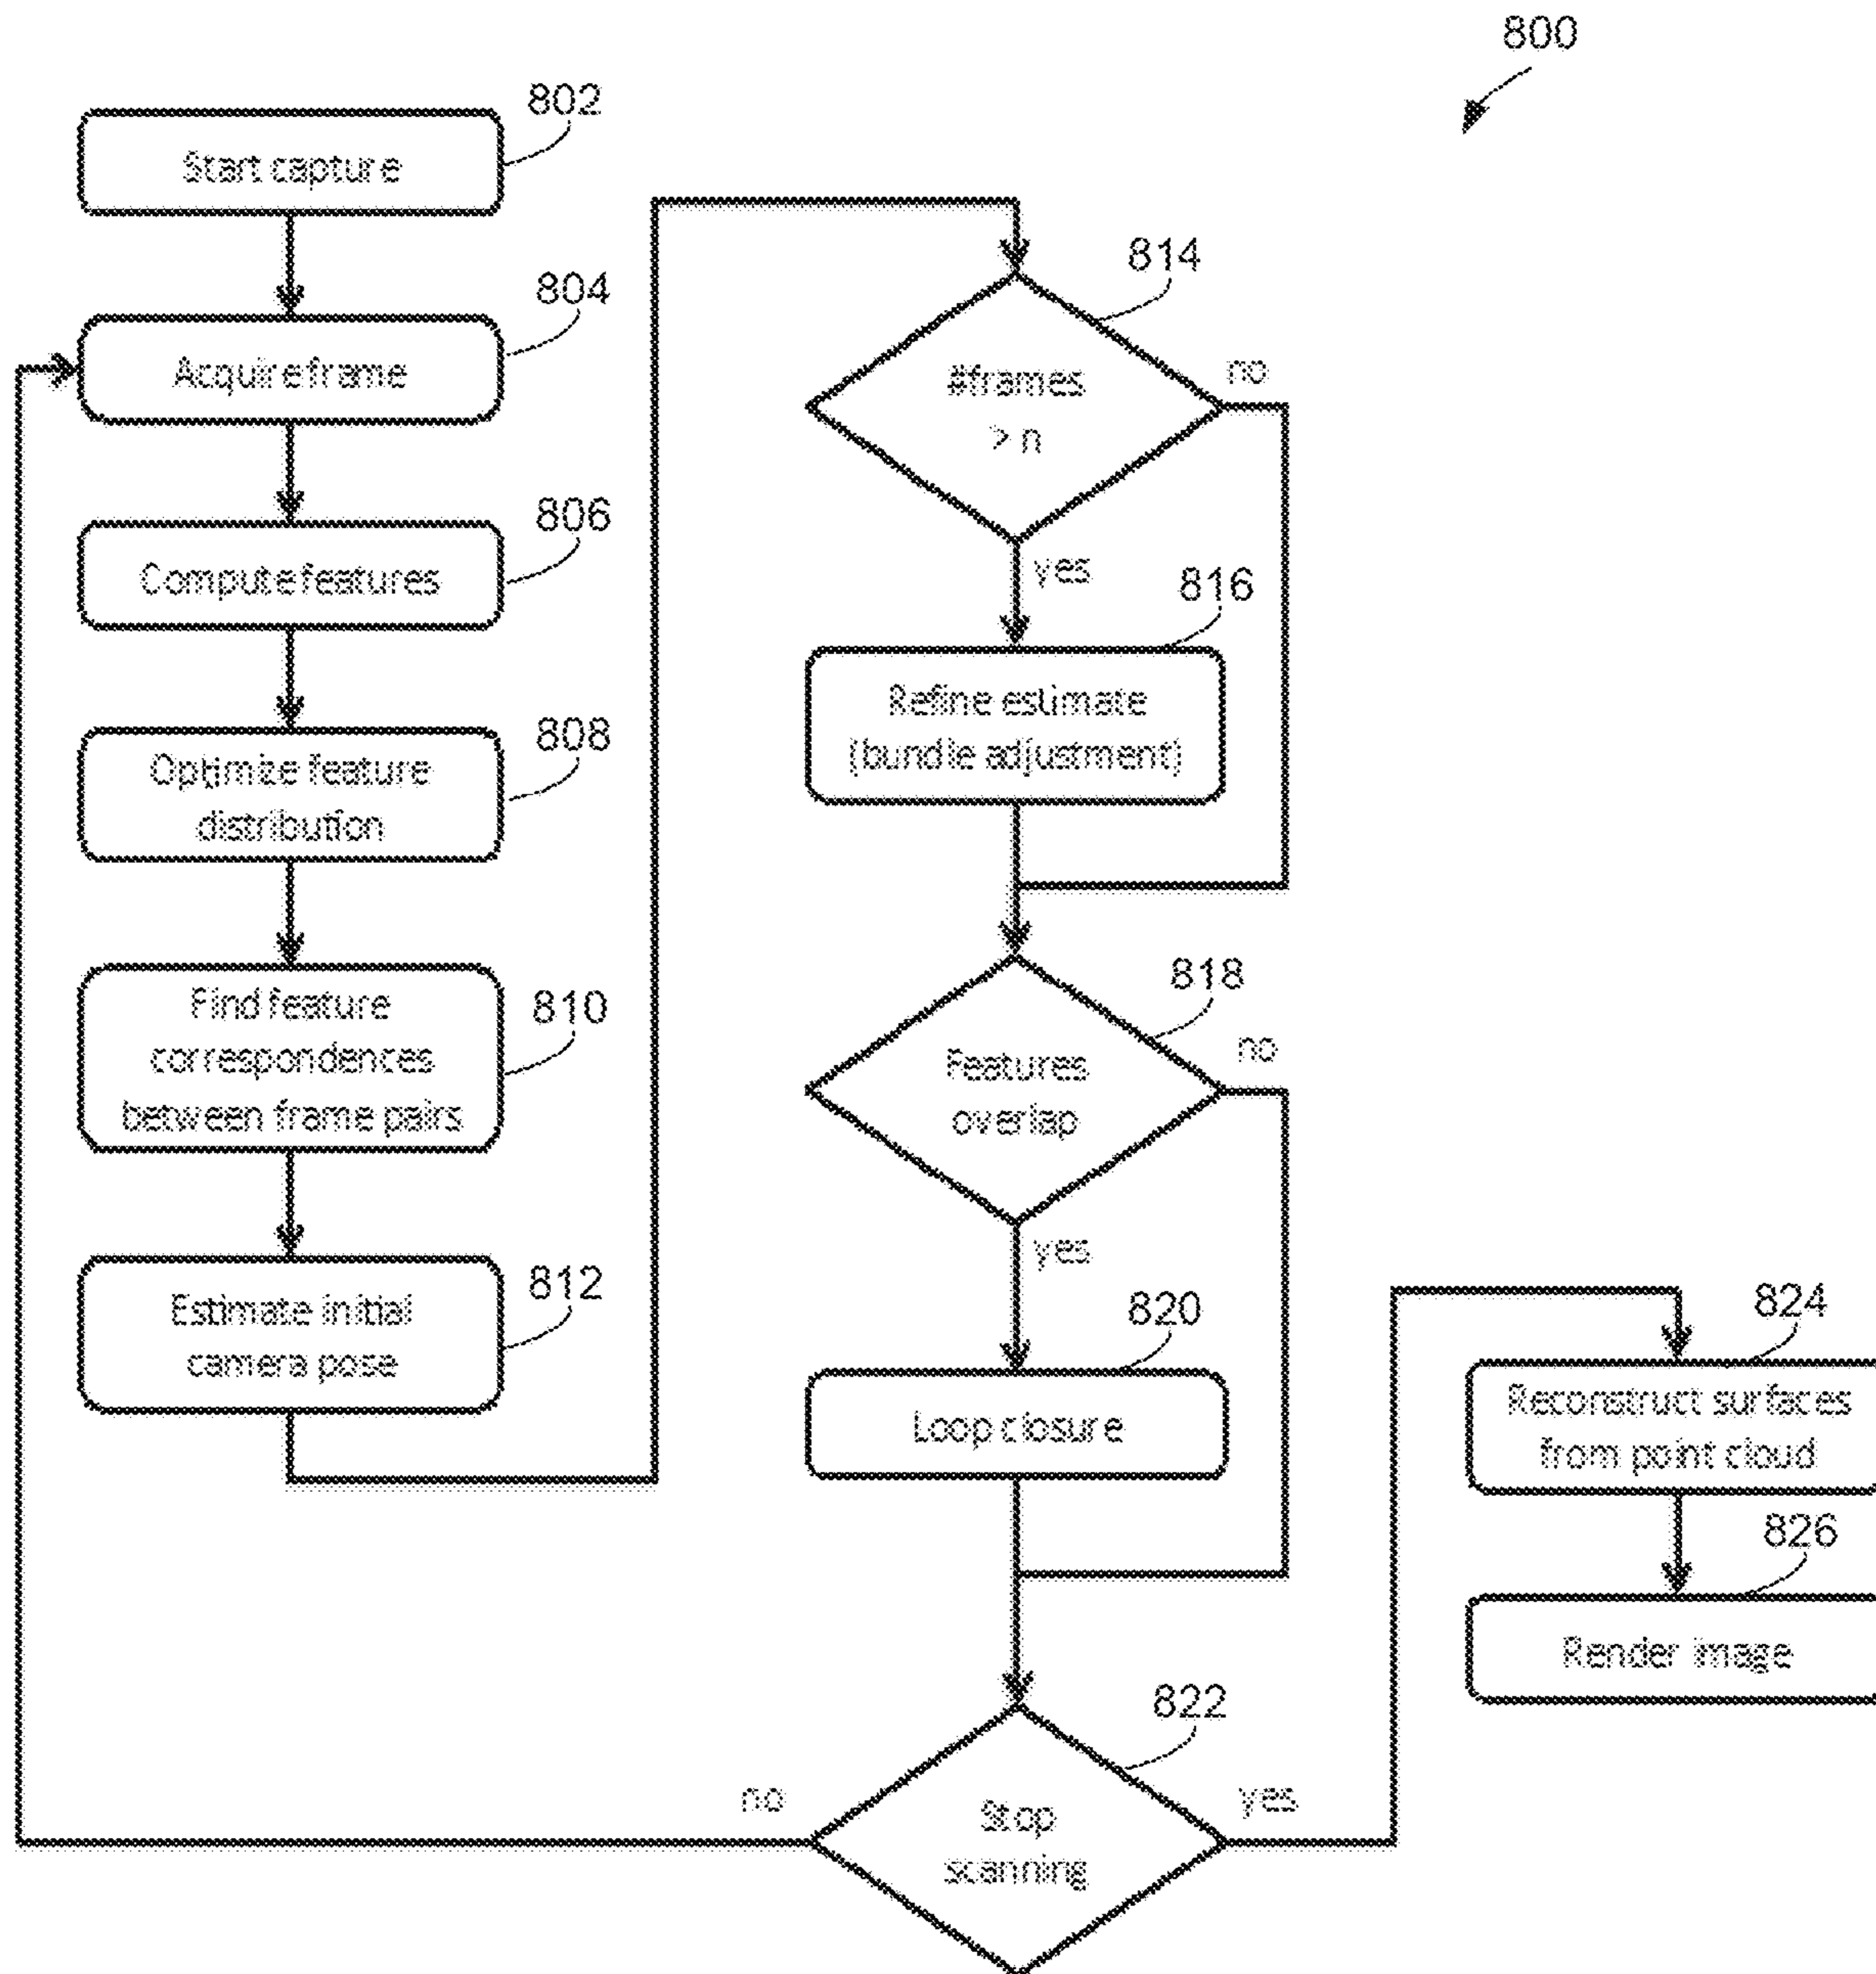 800
802
Start capture
804
Acquire frame
806
Compute features
808
Optimize feature
distribution
810
Find feature
correspondences
between frame pairs
812
Estimate initial
camera pose
814
#frames
> n
no
yes
816
Refine estimate
(bundle adjustment)
818
Features
overlap
no
yes
820
Loop closure
822
Stop
scanning
no
yes
824
Reconstruct surfaces
from point cloud
826
Render image